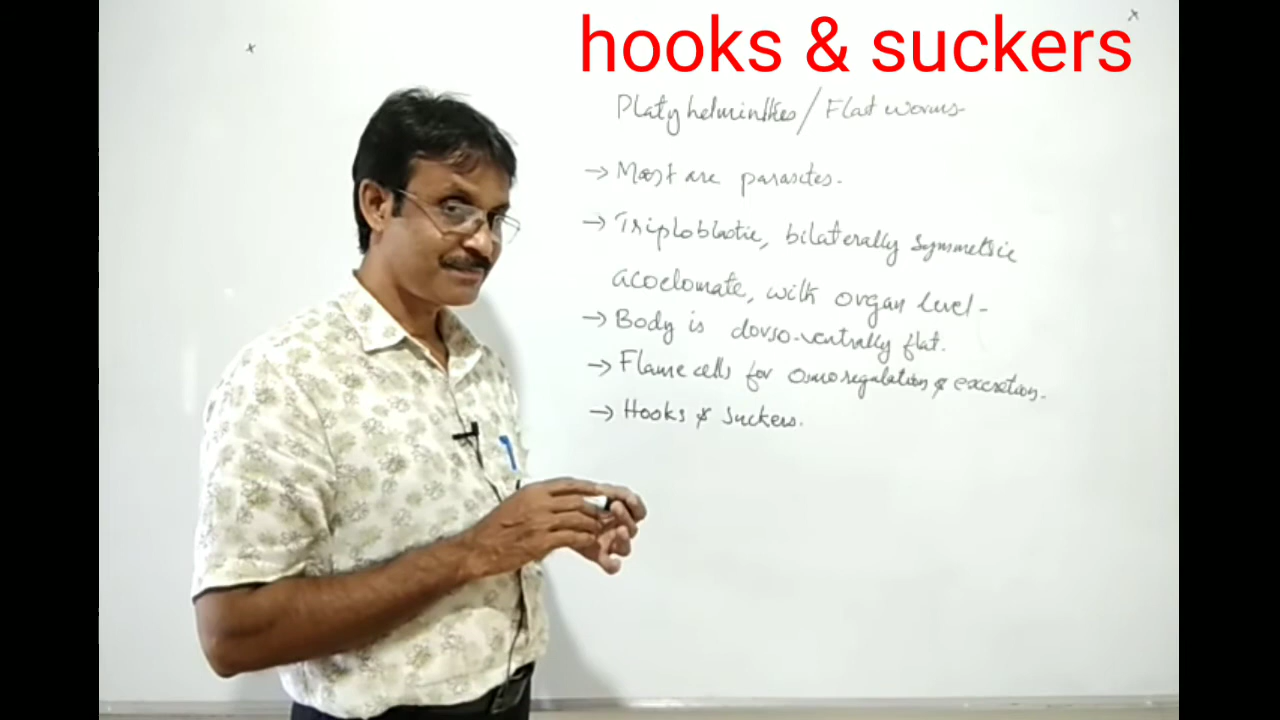 hooks & suckers
Platyhelminthes / Flat worms
→ Most are parasites.
→ Triploblastic, bilaterally symmetric
acoelomate, with organ level-
→ Body is dorso-ventrally flat.
→ Flame cells for osmoregulation & excretion.
→ Hooks & Suckers.